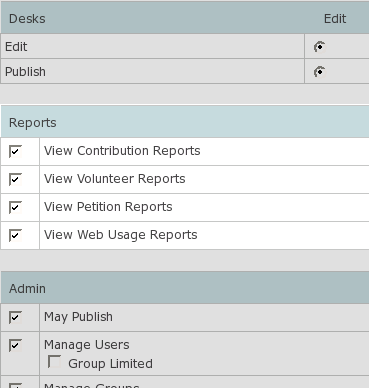 Desks Edit
Edit
Publish
Reports
View Contribution Reports
View Volunteer Reports
View Petition Reports
View Web Usage Reports
Admin
May Publish
Manage Users
Group Limited
Manage Groups